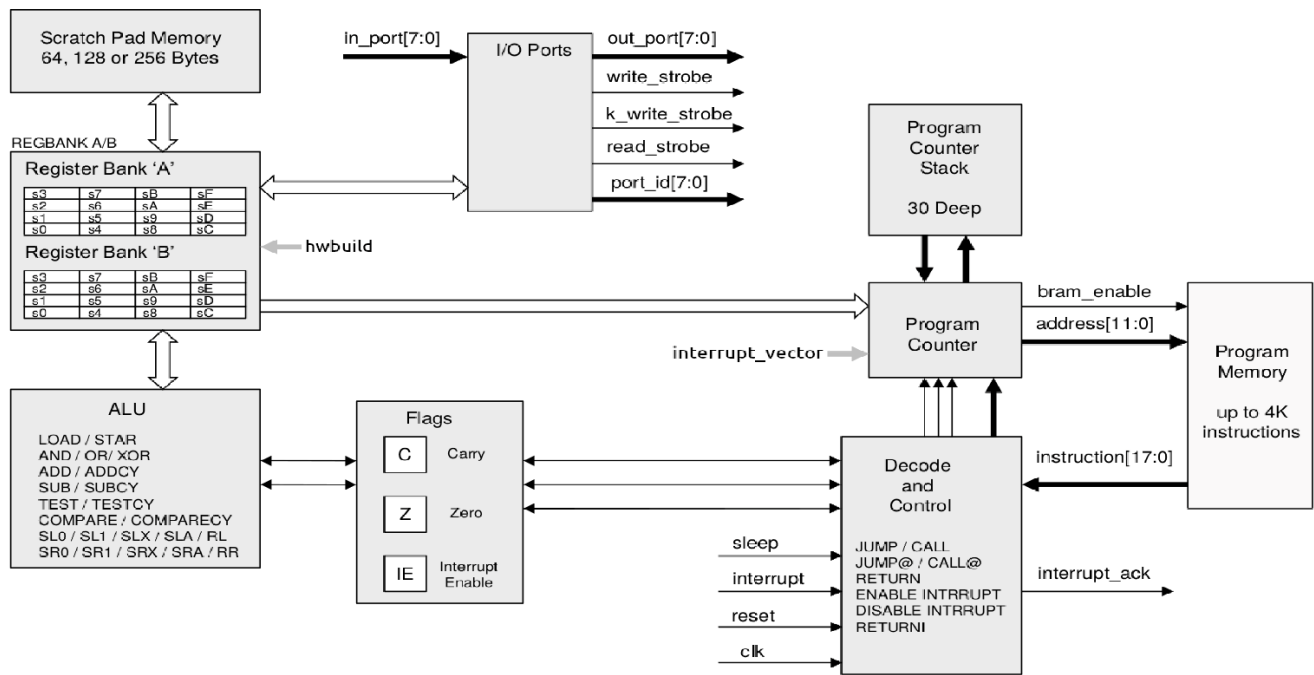 Scratch Pad Memory
64, 128 or 256 Bytes
REGBANK A/B
Register Bank ‘A’
s3 s7 sB sF
s2 s6 sA sE
s1 s5 s9 sD
s0 s4 s8 sC
Register Bank ‘B’
s3 s7 sB sF
s2 s6 sA sE
s1 s5 s9 sD
s0 s4 s8 sC
hwbuild
in_port[7:0]
I/O Ports
out_port[7:0]
write_strobe
k_write_strobe
read_strobe
port_id[7:0]
Program
Counter
Stack
30 Deep
Program
Counter
interrupt_vector
bram_enable
address[11:0]
Program
Memory
up to 4K
instructions
instruction[17:0]
ALU
LOAD / STAR
AND / OR/ XOR
ADD / ADDCY
SUB / SUBCY
TEST / TESTCY
COMPARE / COMPARECY
SL0 / SL1 / SLX / SLA / RL
SR0 / SR1 / SRX / SRA / RR
Flags
C Carry
Z Zero
IE Interrupt
Enable
Decode
and
Control
JUMP / CALL
JUMP@ / CALL@
RETURN
ENABLE INTRRUPT
DISABLE INTRRUPT
RETURNI
sleep
interrupt
reset
clk
interrupt_ack